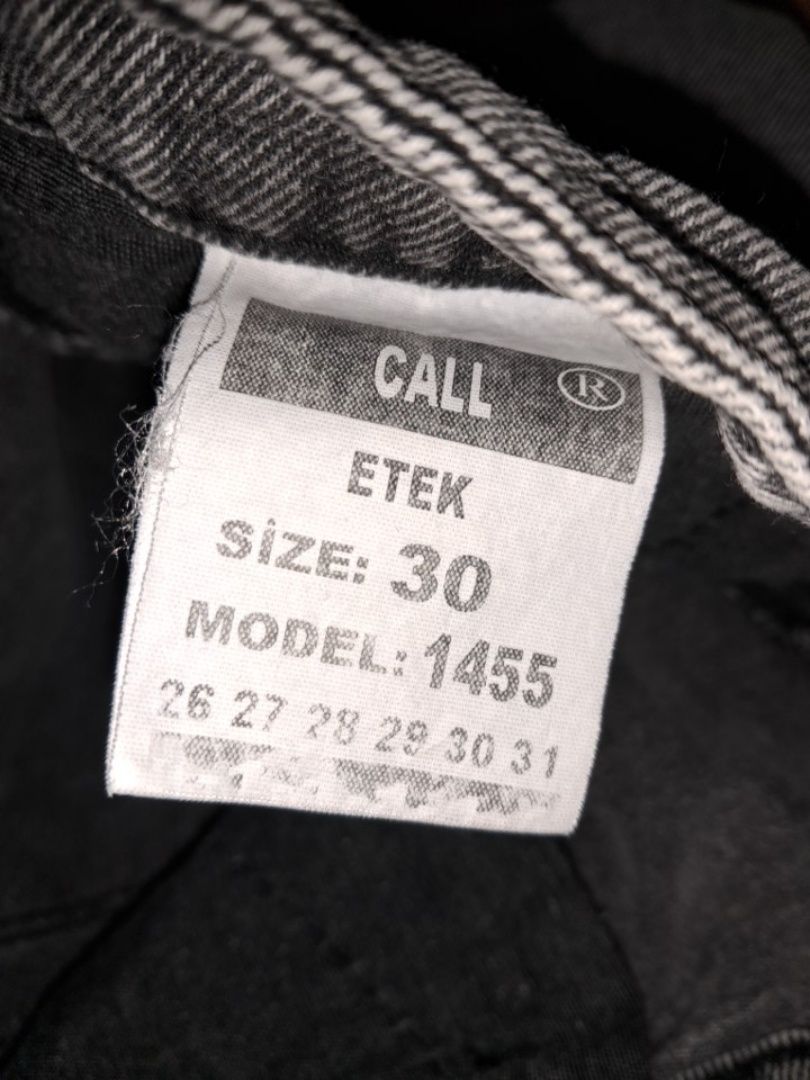 CALL ®
ETEK
SİZE: 30
MODEL: 1455
26 27 28 29 30 31